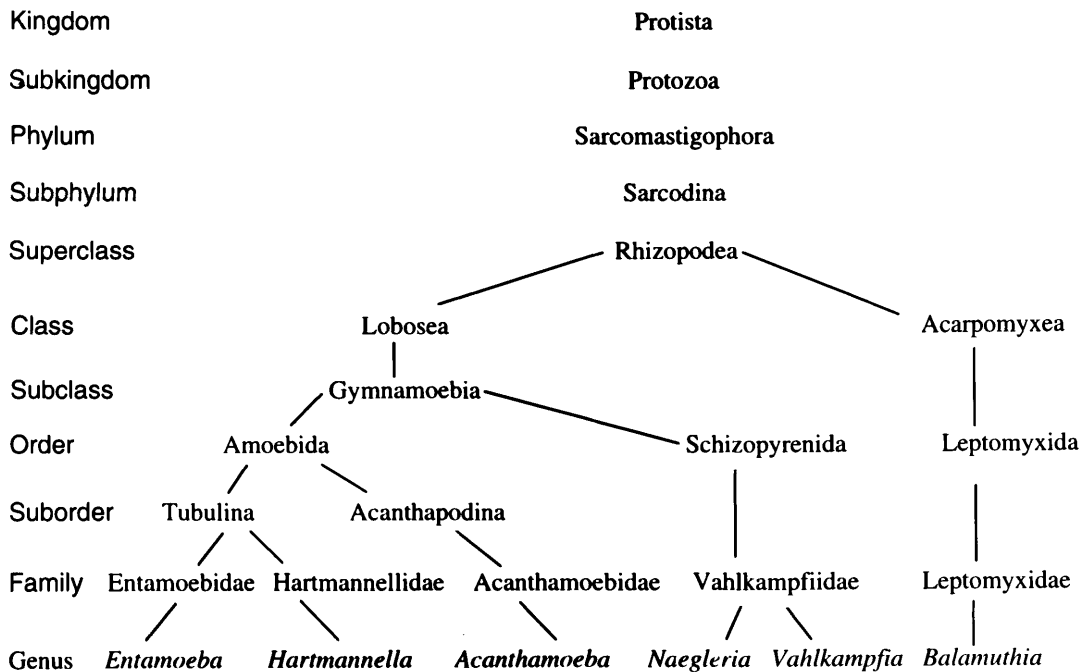 Kingdom Protista
Subkingdom Protozoa
Phylum Sarcomastigophora
Subphylum Sarcodina
Superclass Rhizopodea
Class Lobosea Acarpomyxea
Subclass Gymnamoebia
Order Amoebida Schizopyrenida Leptomyxida
Suborder Tubulina Acanthapodina
Family Entamoebidae Hartmannellidae Acanthamoebidae Vahlkampfiidae Leptomyxidae
Genus Entamoeba Hartmannella Acanthamoeba Naegleria Vahlkampfia Balamuthia